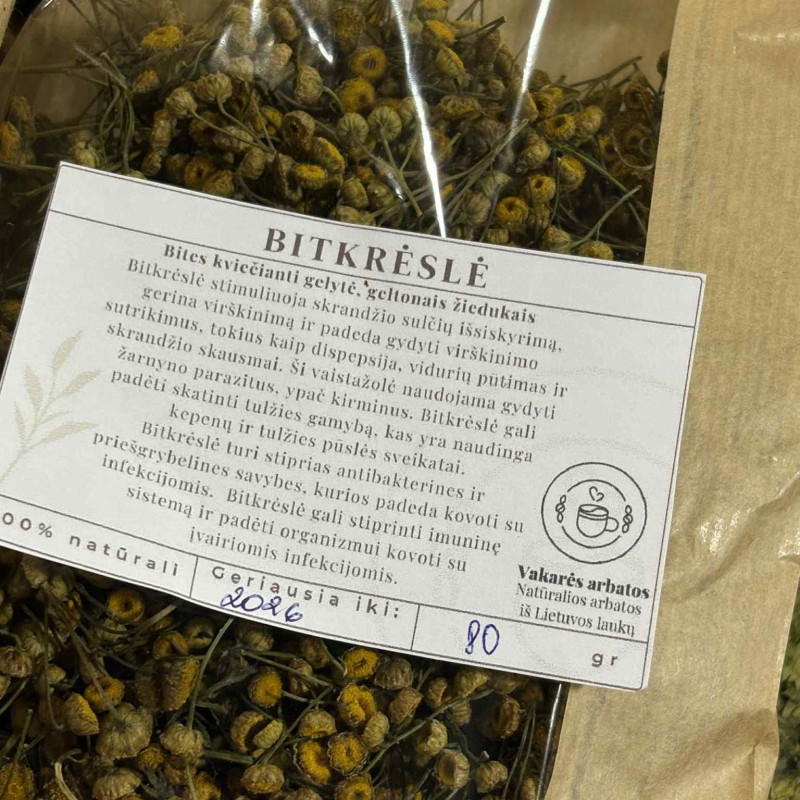 BITKRĖSLĖ
Bites kviečianti gelytė, geltonais žiedukais
Bitkrėslė stimuliuoja skrandžio sulčių išsiskyrimą,
gerina virškinimą ir padeda gydyti virškinimo
sutrikimus, tokius kaip dispepsija, vidurių pūtimas ir
skrandžio skausmai. Ši vaistažolė naudojama gydyti
žarnyno parazitus, ypač kirminus. Bitkrėslė gali
padėti skatinti tulžies gamybą, kas yra naudinga
kepenų ir tulžies pūslės sveikatai.
Bitkrėslė turi stiprias antibakterines ir
priešgrybelines savybes, kurios padeda kovoti su
infekcijomis. Bitkrėslė gali stiprinti imuninę
sistemą ir padėti organizmui kovoti su
įvairiomis infekcijomis.
Vakarės arbatos
Natūralios arbatos
iš Lietuvos laukų
00% natūrali
Geriausia iki:
2026
80
gr